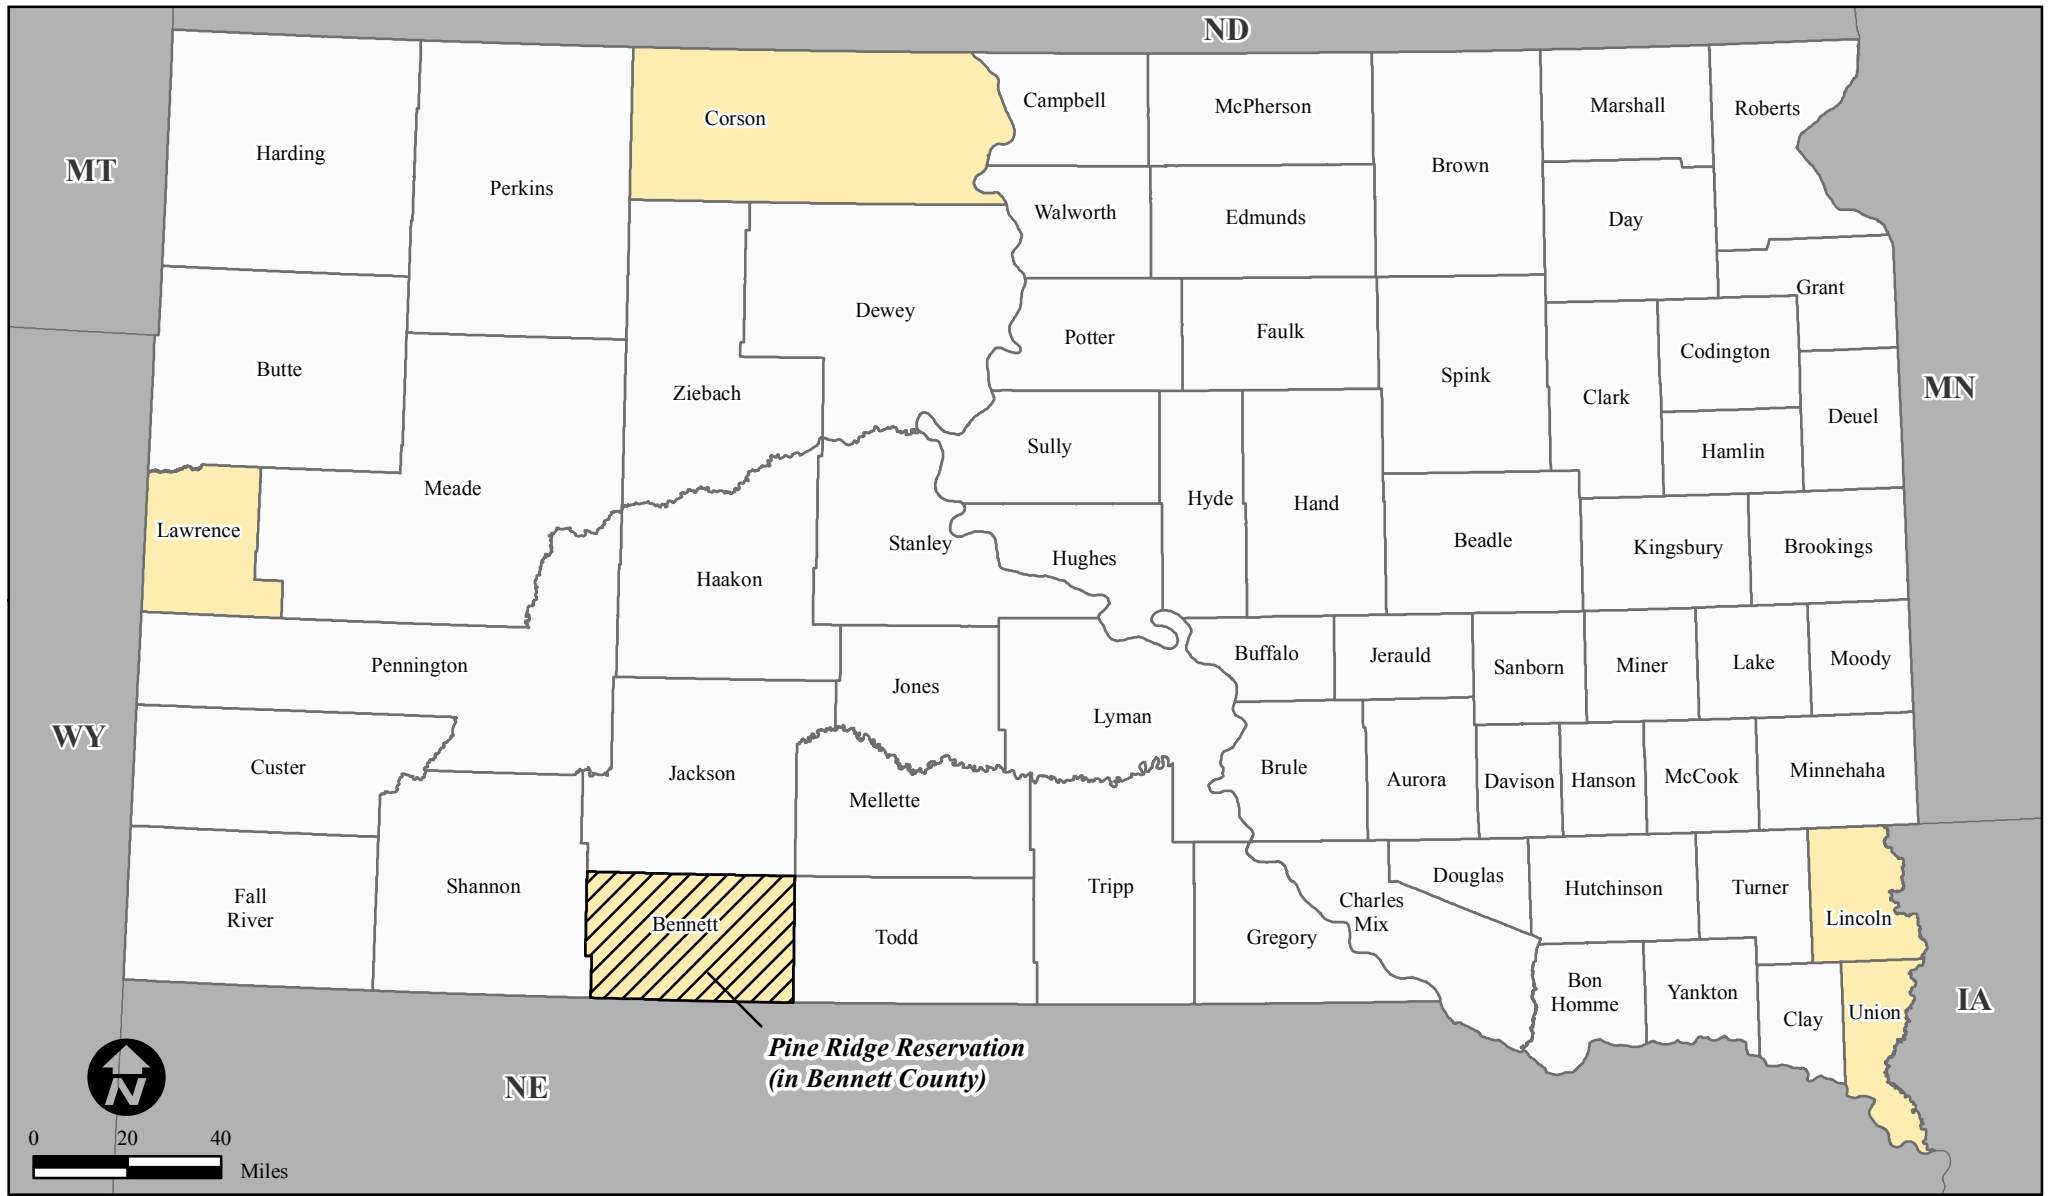 ND
Campbell
McPherson
Marshall
Roberts
Corson
Harding
MT
Brown
Perkins
Walworth
Edmunds
Day
Grant
Dewey
Potter
Faulk
Codington
Butte
Spink
MN
Ziebach
Clark
Deuel
Sully
Hamlin
Meade
Hyde
Hand
Lawrence
Stanley
Beadle
Kingsbury
Brookings
Hughes
Haakon
Buffalo
Jerauld
Sanborn
Miner
Lake
Moody
Pennington
Jones
Lyman
WY
Custer
Jackson
Brule
Aurora
Davison
Hanson
McCook
Minnehaha
Mellette
Fall
River
Shannon
Tripp
Douglas
Hutchinson
Turner
Charles
Mix
Lincoln
Bennett
Todd
Gregory
Bon
Homme
Yankton
Clay
Union
IA
Pine Ridge Reservation
(in Bennett County)
NE
N
0 20 40
Miles